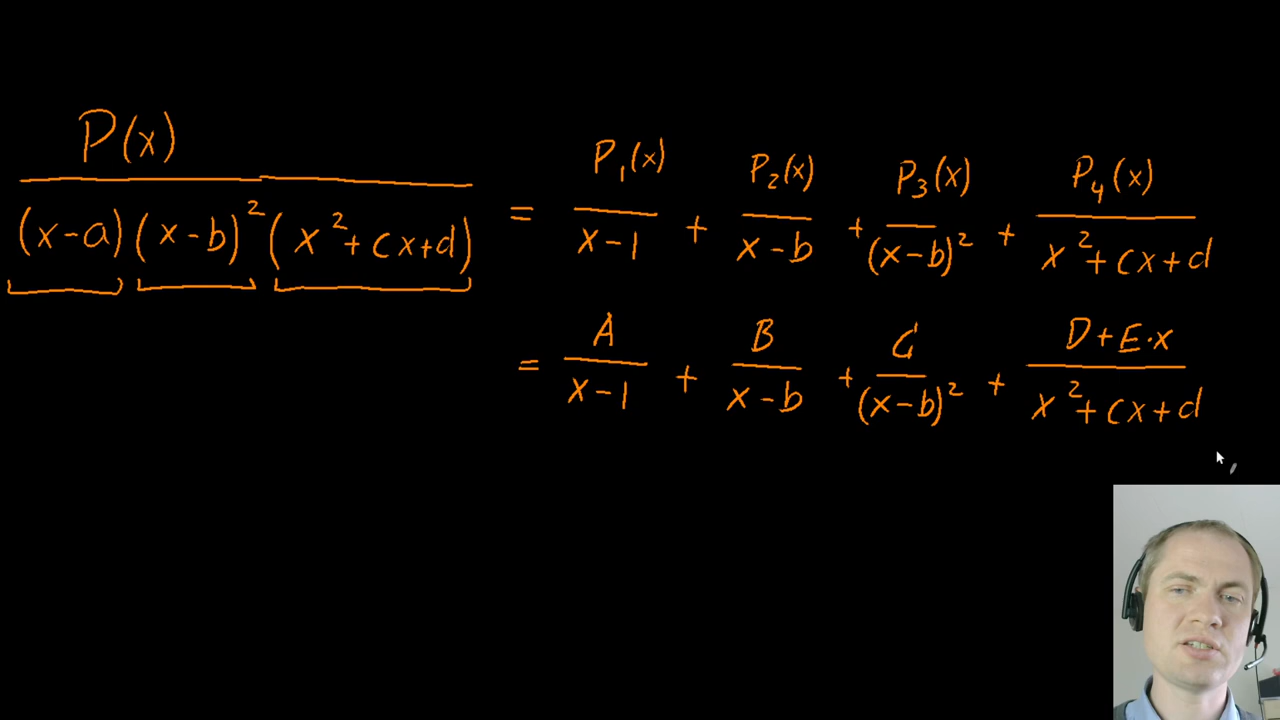 P(x) / (x-a)(x-b)²(x²+cx+d) = P₁(x)/(x-1) + P₂(x)/(x-b) + P₃(x)/(x-b)² + P₄(x)/(x²+cx+d)
= A/(x-1) + B/(x-b) + C/(x-b)² + (D+E·x)/(x²+cx+d)